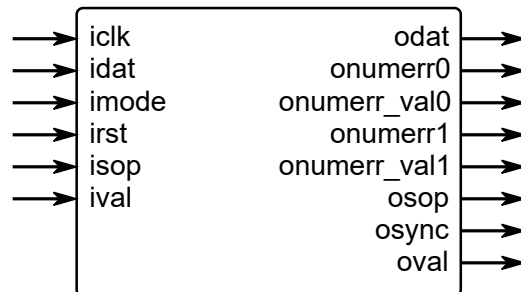 iclk odat
idat onumerr0
imode onumerr_val0
irst onumerr1
isop onumerr_val1
ival osop
osync
oval